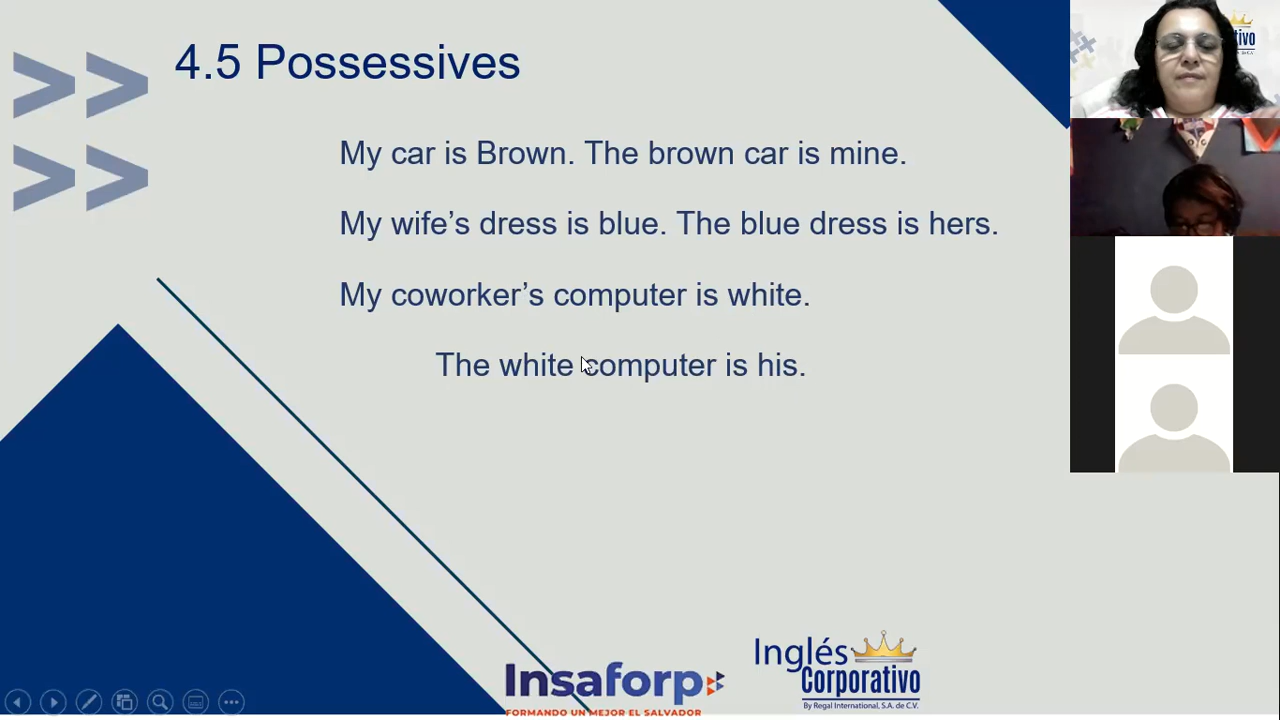 4.5 Possessives
My car is Brown. The brown car is mine.
My wife’s dress is blue. The blue dress is hers.
My coworker’s computer is white.
The white computer is his.
Insaforp
FORMANDO UN MEJOR EL SALVADOR
Inglés
Corporativo
By Regal International, S.A. de C.V.